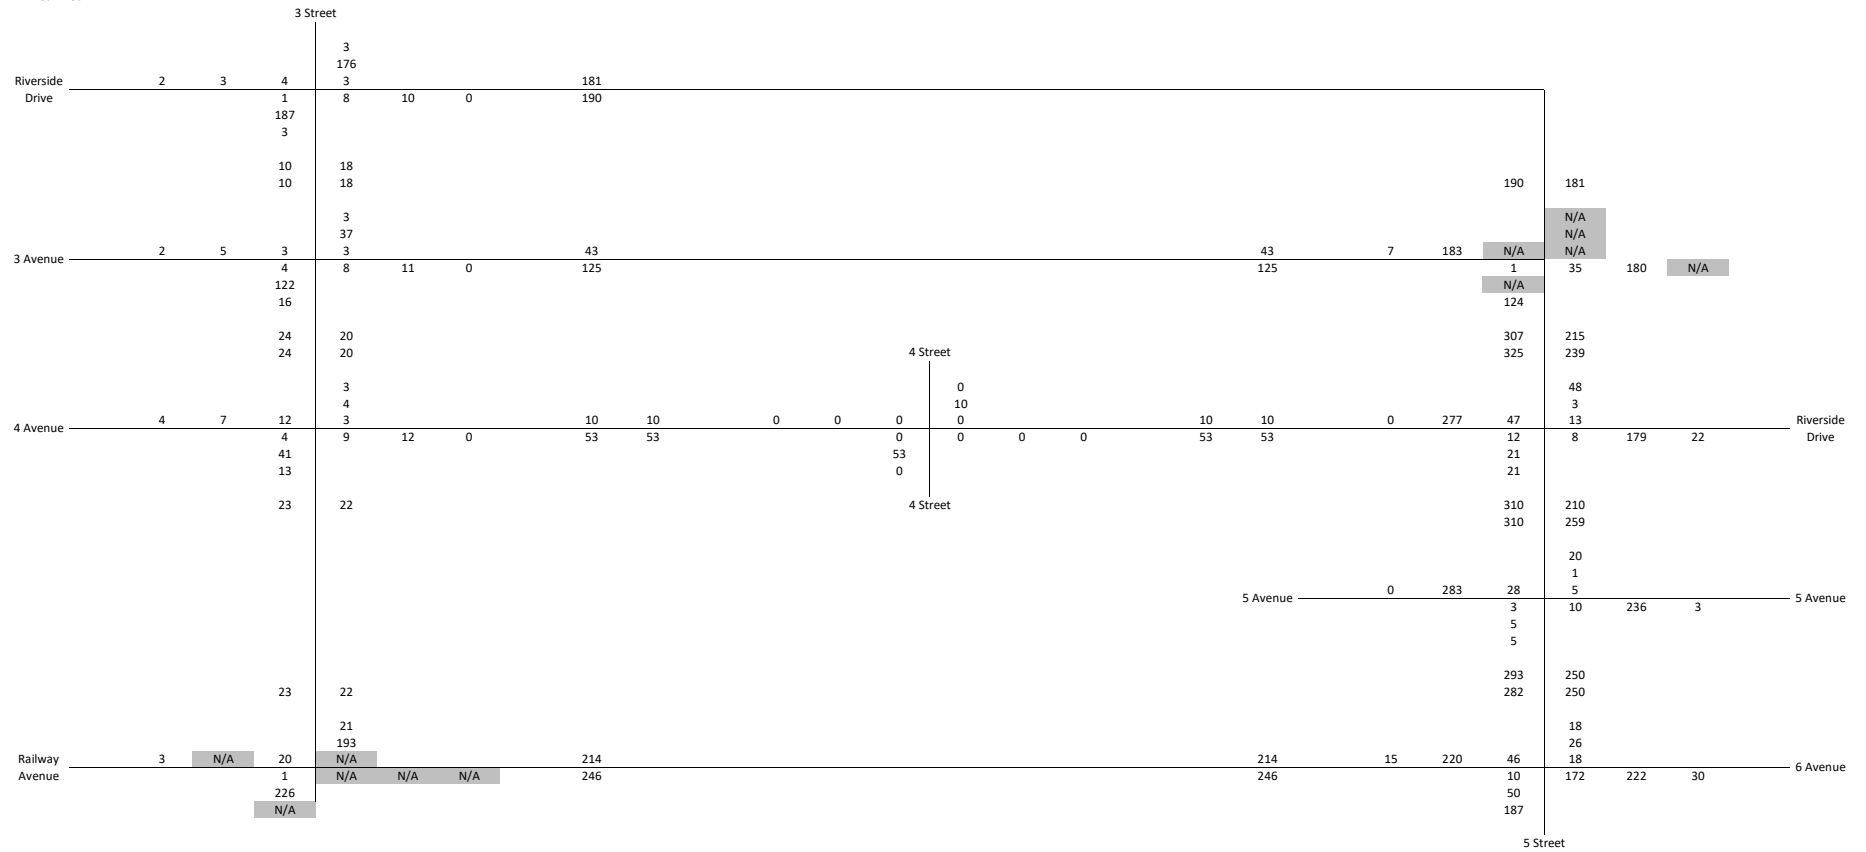 3 Street
3
176
Riverside 2 3 4 3 181
Drive 1 8 10 0 190
187
3
10 18
10 18 190 181
3 N/A
37 N/A
3 Avenue 2 5 3 3 43 43 7 183 N/A N/A
4 8 11 0 125 125 1 35 180 N/A
122 N/A
16 124
24 20 307 215
24 20 4 Street 325 239
3 0 48
4 10 3
4 Avenue 4 7 12 3 10 10 0 0 0 0 10 10 0 277 47 13 Riverside
4 9 12 0 53 53 0 0 0 0 53 53 12 8 179 22 Drive
41 53 21
13 0 21
23 22 4 Street 310 210
310 259
20
1
5 Avenue 0 283 28 5 5 Avenue
3 10 236 3
5
5
293 250
23 22 282 250
21 18
193 26
Railway 3 N/A 20 N/A 214 214 15 220 46 18
Avenue 1 N/A N/A N/A 246 246 10 172 222 30 6 Avenue
226 50
N/A 187
5 Street